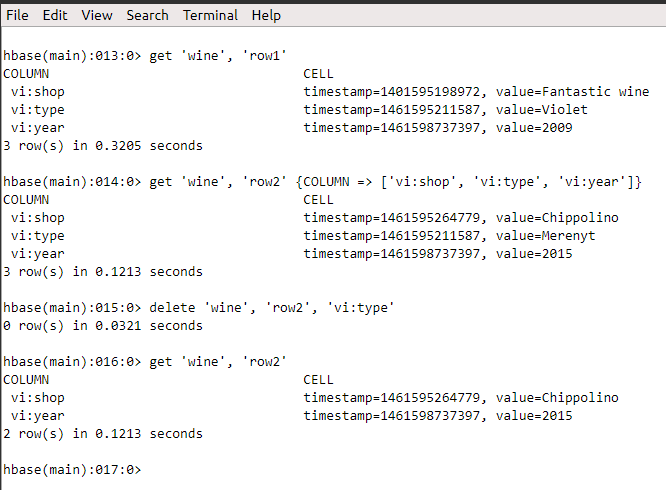 File Edit View Search Terminal Help
hbase(main):013:0> get 'wine', 'row1'
COLUMN CELL
vi:shop timestamp=1401595198972, value=Fantastic wine
vi:type timestamp=1461595211587, value=Violet
vi:year timestamp=1461598737397, value=2009
3 row(s) in 0.3205 seconds
hbase(main):014:0> get 'wine', 'row2' {COLUMN => ['vi:shop', 'vi:type', 'vi:year']}
COLUMN CELL
vi:shop timestamp=1461595264779, value=Chippolino
vi:type timestamp=1461595211587, value=Merenyt
vi:year timestamp=1461598737397, value=2015
3 row(s) in 0.1213 seconds
hbase(main):015:0> delete 'wine', 'row2', 'vi:type'
0 row(s) in 0.0321 seconds
hbase(main):016:0> get 'wine', 'row2'
COLUMN CELL
vi:shop timestamp=1461595264779, value=Chippolino
vi:year timestamp=1461598737397, value=2015
2 row(s) in 0.1213 seconds
hbase(main):017:0>